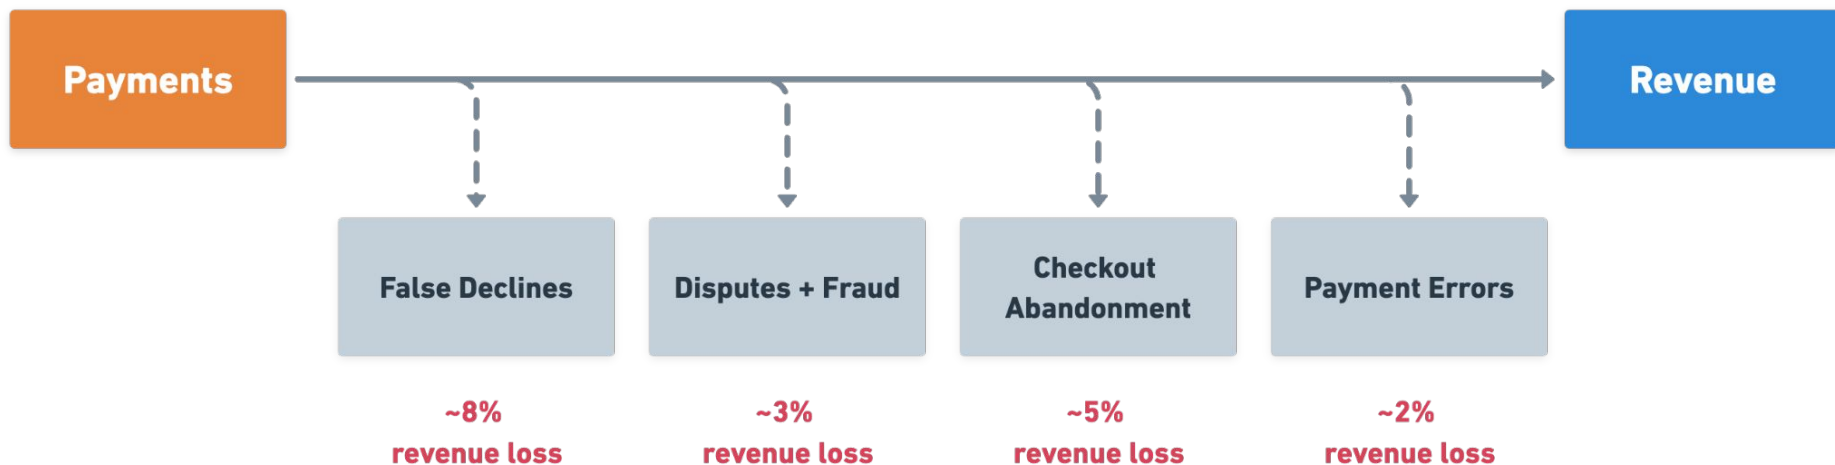 Payments
Revenue
False Declines
Disputes + Fraud
Checkout
Abandonment
Payment Errors
~8%
revenue loss
~3%
revenue loss
~5%
revenue loss
~2%
revenue loss